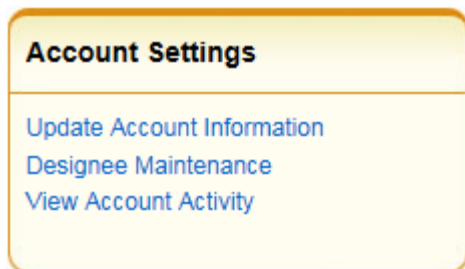 Account Settings
Update Account Information
Designee Maintenance
View Account Activity